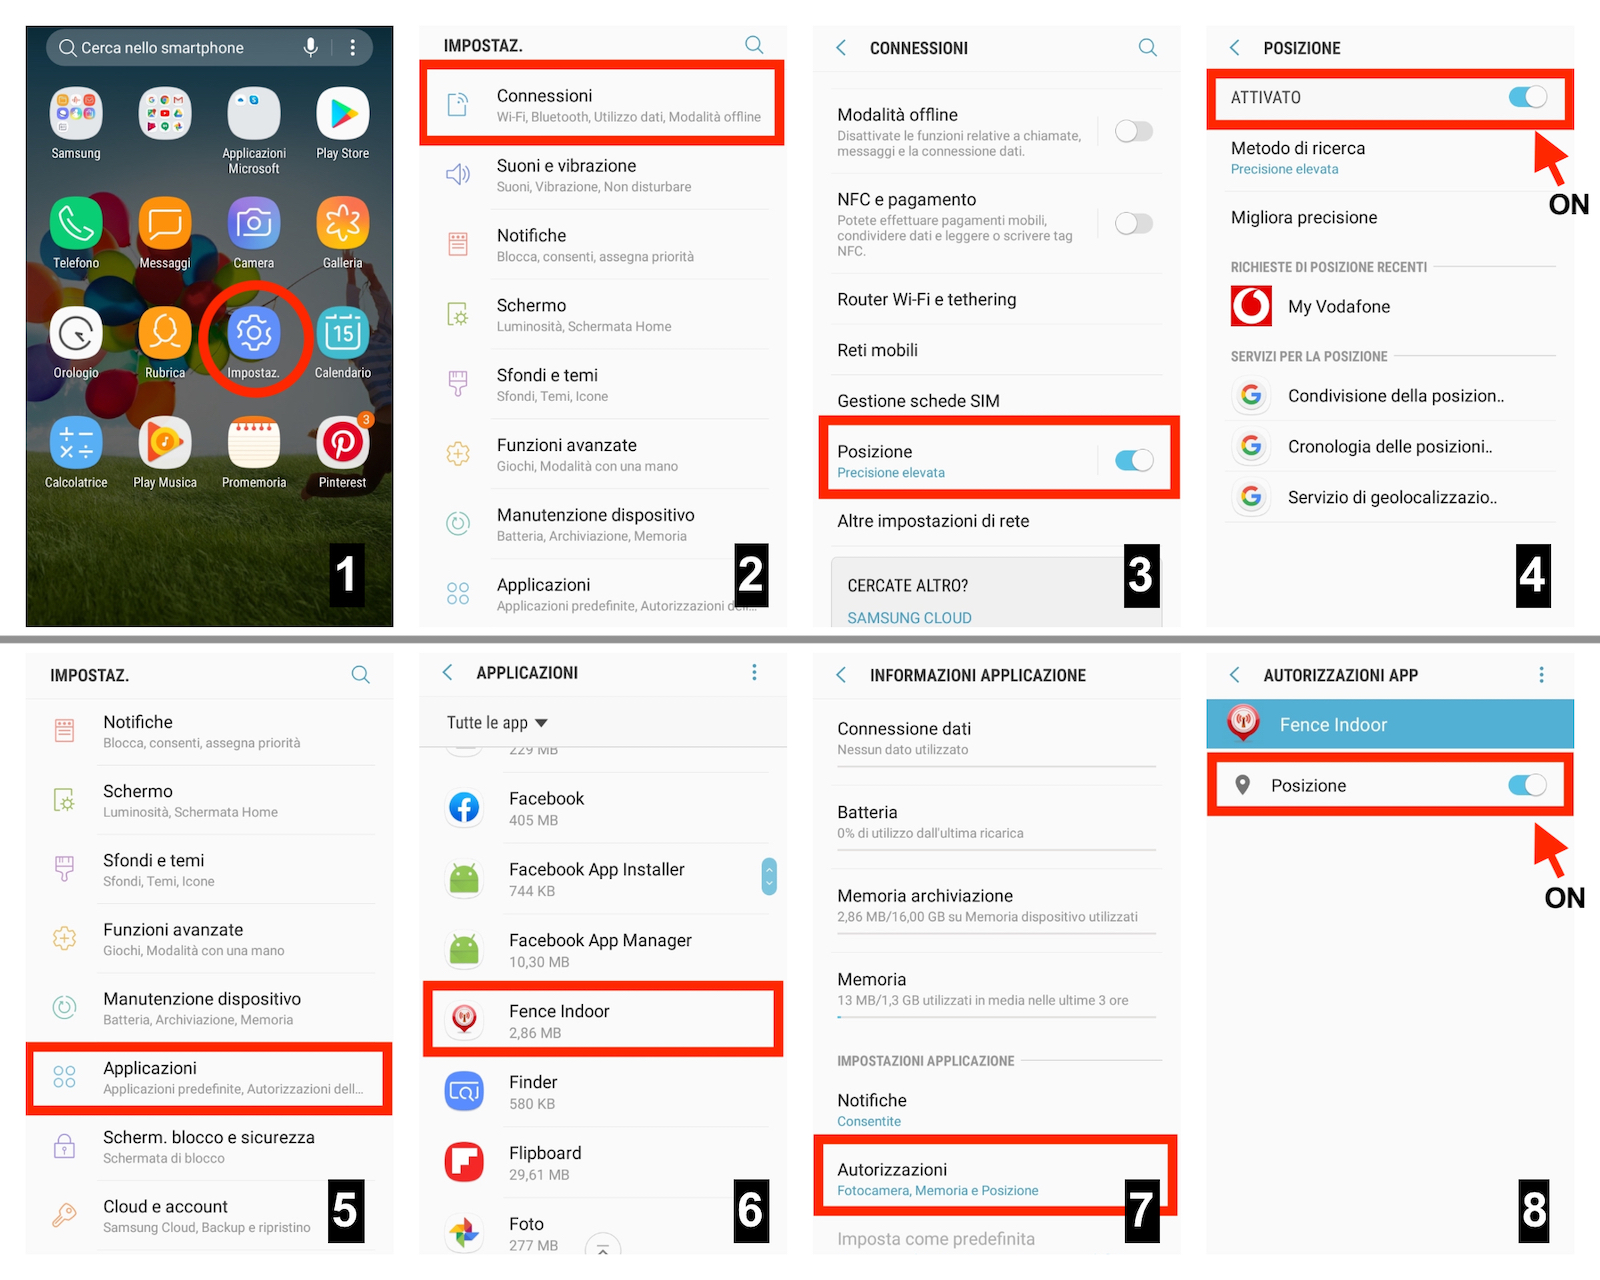 Cerca nello smartphone
Samsung
Applicazioni
Microsoft
Play Store
Telefono
Messaggi
Camera
Galleria
Orologio
Rubrica
Impostaz.
15
Calendario
3
Calcolatrice
Play Musica
Promemoria
Pinterest
1
IMPOSTAZ.
Connessioni
Wi-Fi, Bluetooth, Utilizzo dati, Modalità offline
Suoni e vibrazione
Suoni, Vibrazione, Non disturbare
Notifiche
Blocca, consenti, assegna priorità
Schermo
Luminosità, Schermata Home
Sfondi e temi
Sfondi, Temi, Icone
Funzioni avanzate
Giochi, Modalità con una mano
Manutenzione dispositivo
Batteria, Archiviazione, Memoria
Applicazioni
Applicazioni predefinite, Autorizzazioni dell...
2
CONNESSIONI
Modalità offline
Disattivate le funzioni relative a chiamate,
messaggi e la connessione dati.
NFC e pagamento
Potete effettuare pagamenti mobili,
condividere dati e leggere o scrivere tag
NFC.
Router Wi-Fi e tethering
Reti mobili
Gestione schede SIM
Posizione
Precisione elevata
Altre impostazioni di rete
CERCATE ALTRO?
SAMSUNG CLOUD
3
POSIZIONE
ATTIVATO
ON
Metodo di ricerca
Precisione elevata
Migliora precisione
RICHIESTE DI POSIZIONE RECENTI
My Vodafone
SERVIZI PER LA POSIZIONE
Condivisione della posizion..
Cronologia delle posizioni..
Servizio di geolocalizzazio..
4
IMPOSTAZ.
Notifiche
Blocca, consenti, assegna priorità
Schermo
Luminosità, Schermata Home
Sfondi e temi
Sfondi, Temi, Icone
Funzioni avanzate
Giochi, Modalità con una mano
Manutenzione dispositivo
Batteria, Archiviazione, Memoria
Applicazioni
Applicazioni predefinite, Autorizzazioni dell...
Scherm. blocco e sicurezza
Schermata di blocco
Cloud e account
Samsung Cloud, Backup e ripristino
5
APPLICAZIONI
Tutte le app
229 MB
Facebook
405 MB
Facebook App Installer
744 KB
Facebook App Manager
10,30 MB
Fence Indoor
2,86 MB
Finder
580 KB
Flipboard
29,61 MB
Foto
277 MB
6
INFORMAZIONI APPLICAZIONE
Connessione dati
Nessun dato utilizzato
Batteria
0% di utilizzo dall'ultima ricarica
Memoria archiviazione
2,86 MB/16,00 GB su Memoria dispositivo utilizzati
Memoria
13 MB/1,3 GB utilizzati in media nelle ultime 3 ore
IMPOSTAZIONI APPLICAZIONE
Notifiche
Consentite
Autorizzazioni
Fotocamera, Memoria e Posizione
Imposta come predefinita
7
AUTORIZZAZIONI APP
Fence Indoor
Posizione
ON
8